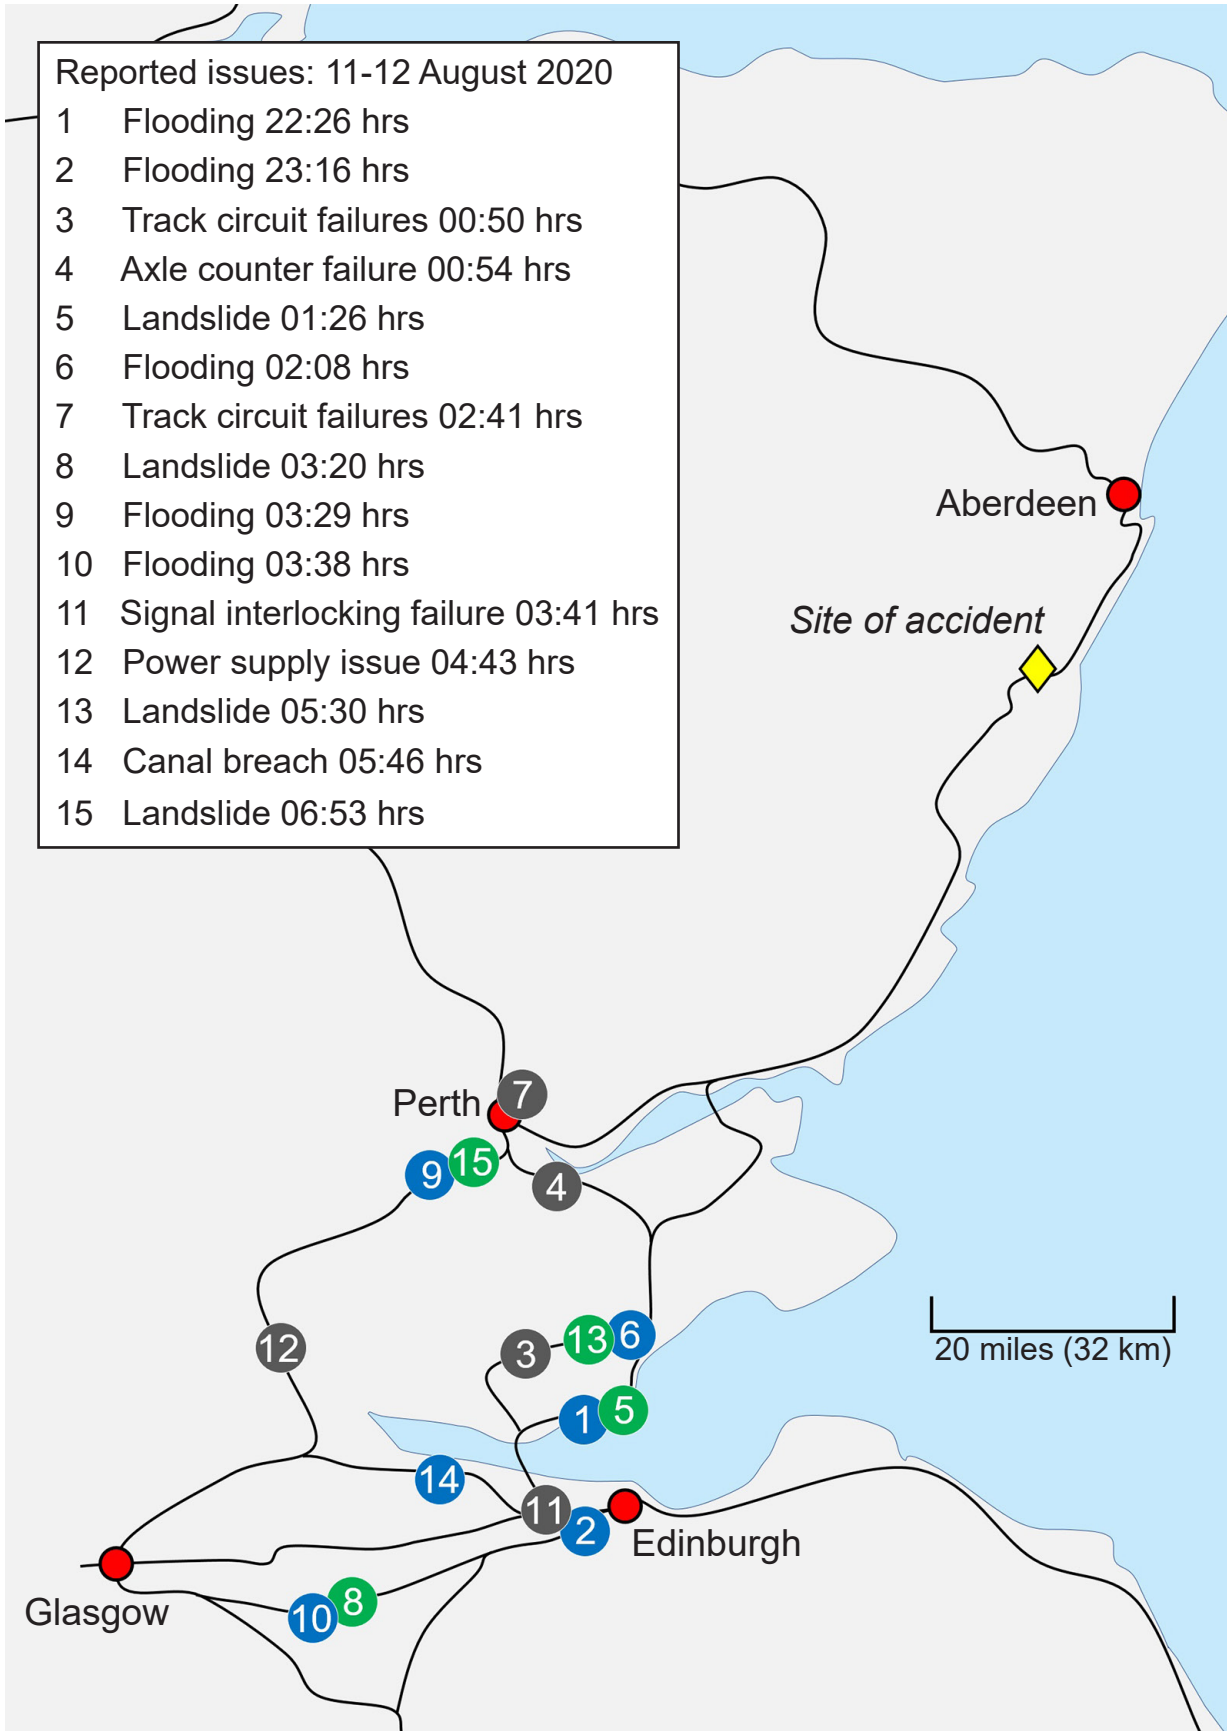 Reported issues: 11-12 August 2020
1 Flooding 22:26 hrs
2 Flooding 23:16 hrs
3 Track circuit failures 00:50 hrs
4 Axle counter failure 00:54 hrs
5 Landslide 01:26 hrs
6 Flooding 02:08 hrs
7 Track circuit failures 02:41 hrs
8 Landslide 03:20 hrs
9 Flooding 03:29 hrs
10 Flooding 03:38 hrs
11 Signal interlocking failure 03:41 hrs
12 Power supply issue 04:43 hrs
13 Landslide 05:30 hrs
14 Canal breach 05:46 hrs
15 Landslide 06:53 hrs
Aberdeen
Site of accident
Perth
7
9
15
4
12
3
13
6
20 miles (32 km)
1
5
14
11
2
Edinburgh
Glasgow
10
8